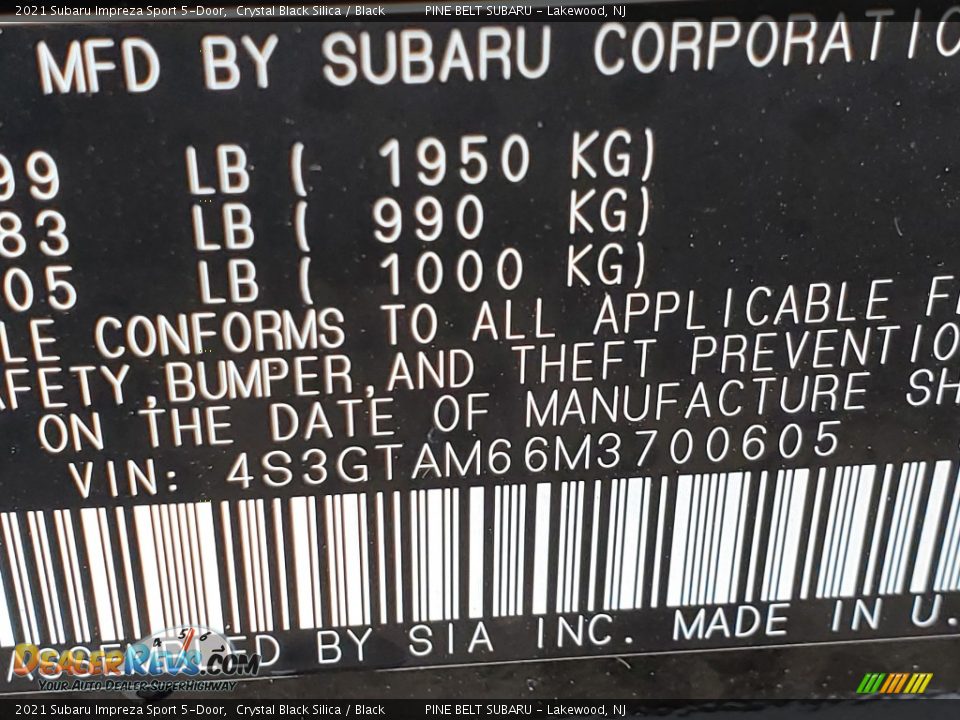 2021 Subaru Impreza Sport 5-Door, Crystal Black Silica / Black PINE BELT SUBARU - Lakewood, NJ
MFD BY SUBARU CORPORATIO
99 LB ( 1950 KG)
83 LB ( 990 KG)
05 LB ( 1000 KG)
LE CONFORMS TO ALL APPLICABLE F
AFETY,BUMPER,AND THEFT PREVENTIO
ON THE DATE OF MANUFACTURE SH
VIN: 4S3GTAM66M3700605
BY SIA INC. MADE IN U.
DealerRevs.com
Your Auto Dealer SuperHighway
2021 Subaru Impreza Sport 5-Door, Crystal Black Silica / Black PINE BELT SUBARU - Lakewood, NJ